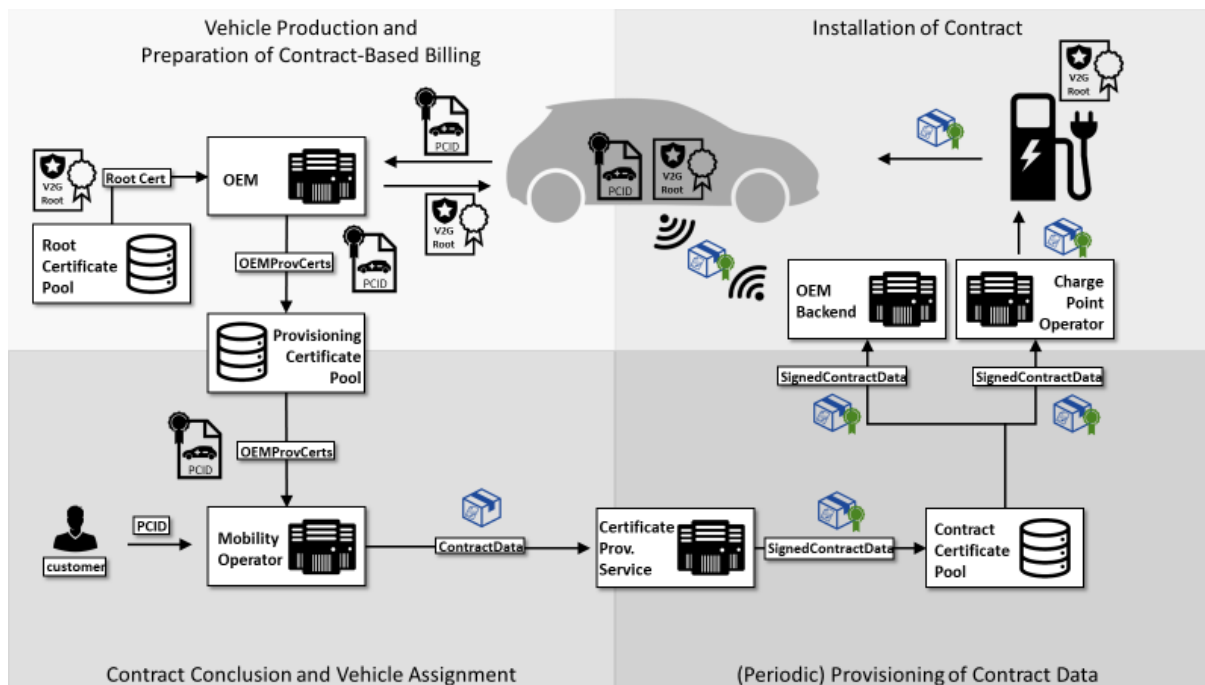 Vehicle Production and
Preparation of Contract-Based Billing
Installation of Contract
V2G
Root
PCID
V2G
Root
Root Cert
OEM
PCID
V2G
Root
V2G
Root
Root
Certificate
Pool
OEMProvCerts
PCID
OEM
Backend
Charge
Point
Operator
Provisioning
Certificate
Pool
SignedContractData
SignedContractData
PCID
OEMProvCerts
customer
PCID
Mobility
Operator
ContractData
Certificate
Prov.
Service
SignedContractData
Contract
Certificate
Pool
Contract Conclusion and Vehicle Assignment
(Periodic) Provisioning of Contract Data